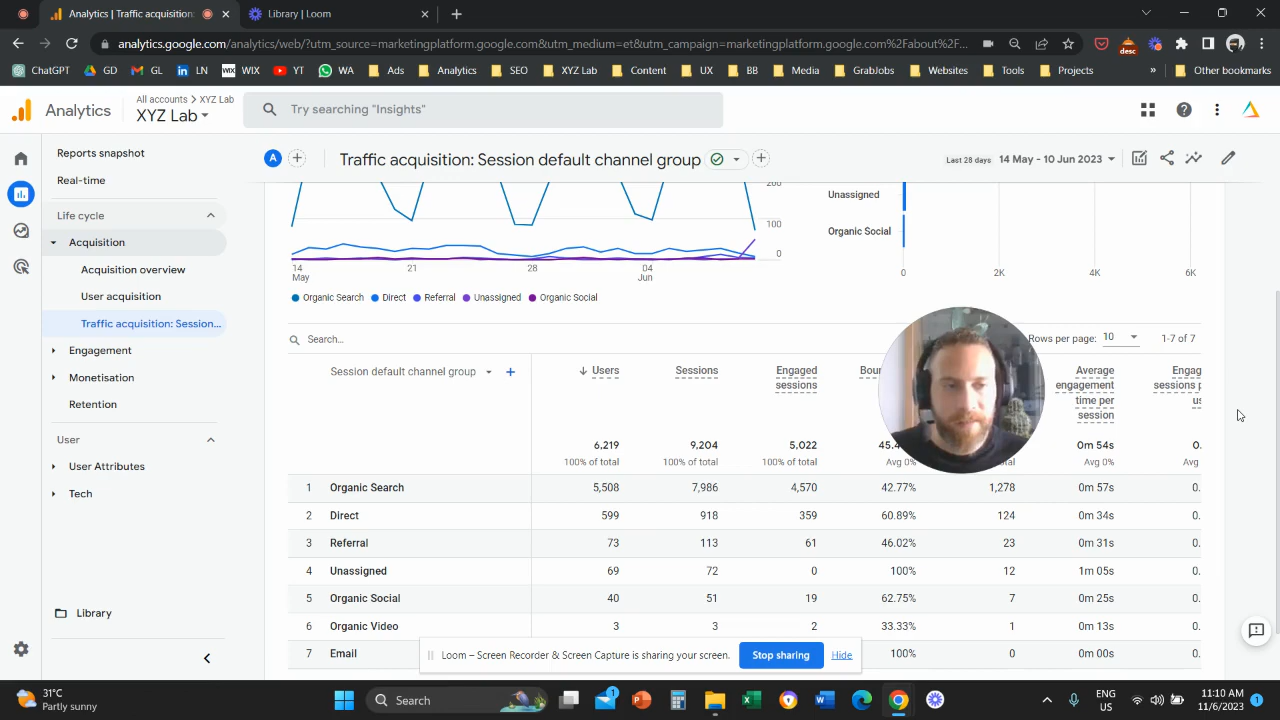 Analytics | Traffic acquisition:
Library | Loom
analytics.google.com/analytics/web/?utm_source=marketingplatform.google.com&utm_medium=et&utm_campaign=marketingplatform.google.com%2Fabout%2F...
desc
ChatGPT GD GL LN WIX YT WA Ads Analytics SEO XYZ Lab Content UX BB Media GrabJobs Websites Tools Projects » Other bookmarks
Analytics
All accounts > XYZ Lab
XYZ Lab
Try searching "Insights"
Reports snapshot
Real-time
Life cycle
Acquisition
Acquisition overview
User acquisition
Traffic acquisition: Session...
Engagement
Monetisation
Retention
User
User Attributes
Tech
Library
A Traffic acquisition: Session default channel group
Last 28 days 14 May - 10 Jun 2023
200
100
0
14 May
21
28
04 Jun
Organic Search Direct Referral Unassigned Organic Social
Unassigned
Organic Social
0 2K 4K 6K
Search...
Rows per page: 10 1-7 of 7
Session default channel group
Users Sessions Engaged sessions Average engagement time per session
6,219 9,204 5,022 0m 54s
100% of total 100% of total 100% of total Avg 0% Avg 0% Avg
1 Organic Search 5,508 7,986 4,570 42.77% 1,278 0m 57s 0.
2 Direct 599 918 359 60.89% 124 0m 34s 0.
3 Referral 73 113 61 46.02% 23 0m 31s 0.
4 Unassigned 69 72 0 100% 12 1m 05s 0.
5 Organic Social 40 51 19 62.75% 7 0m 25s 0.
6 Organic Video 3 3 2 33.33% 1 0m 13s 0.
7 Email 100% 0 0m 00s 0.
Loom – Screen Recorder & Screen Capture is sharing your screen. Stop sharing Hide
31°C
Partly sunny
Search
1
ENG
US
11:10 AM
11/6/2023
1